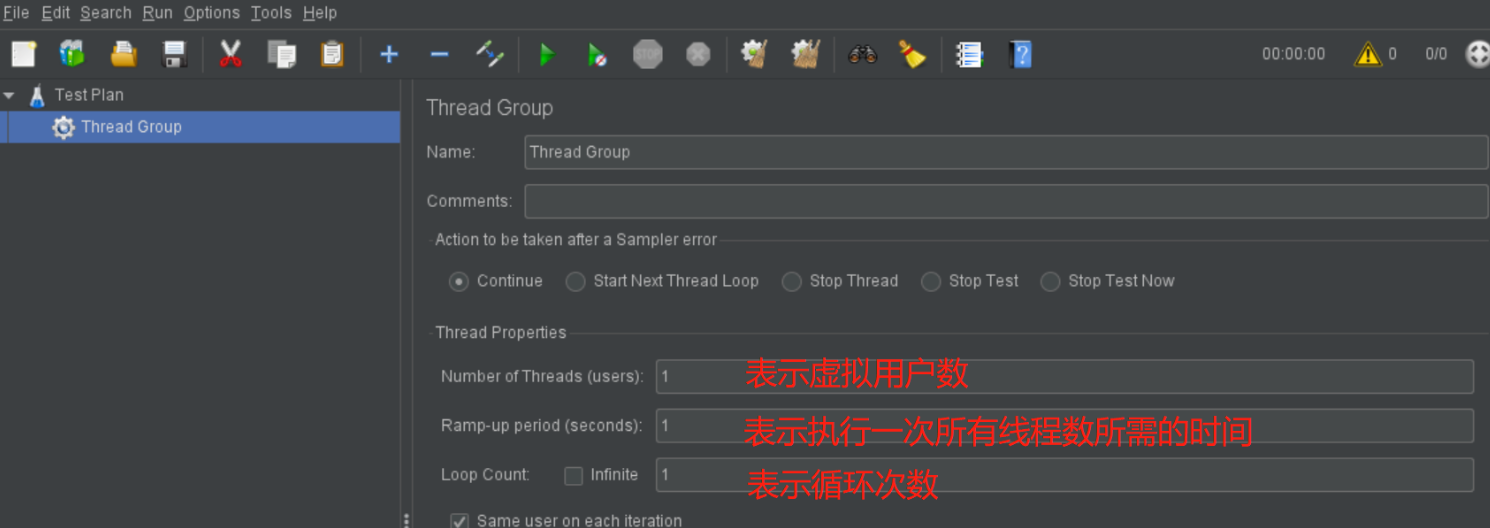 File Edit Search Run Options Tools Help
STOP 00:00:00 0 0/0
Test Plan
Thread Group
Thread Group
Name: Thread Group
Comments:
Action to be taken after a Sampler error
Continue Start Next Thread Loop Stop Thread Stop Test Stop Test Now
Thread Properties
Number of Threads (users): 1 表示虚拟用户数
Ramp-up period (seconds): 1 表示执行一次所有线程数所需的时间
Loop Count: Infinite 1 表示循环次数
Same user on each iteration